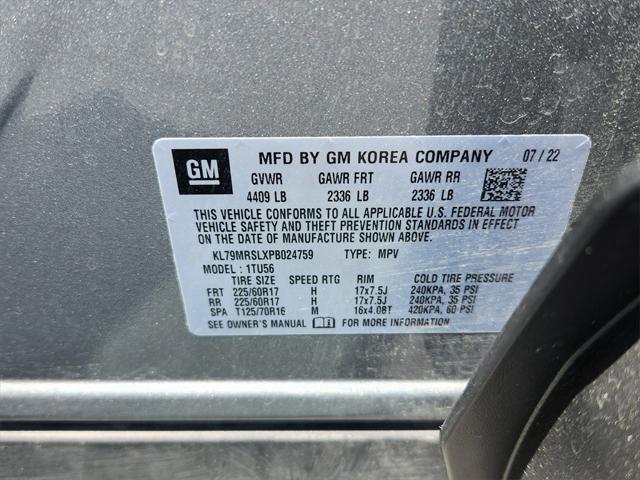 GM MFD BY GM KOREA COMPANY 07 / 22
GVWR GAWR FRT GAWR RR
4409 LB 2336 LB 2336 LB
THIS VEHICLE CONFORMS TO ALL APPLICABLE U.S. FEDERAL MOTOR
VEHICLE SAFETY, BUMPER, AND THEFT PREVENTION STANDARDS IN EFFECT
ON THE DATE OF MANUFACTURE SHOWN ABOVE.
KL79MRSLXPB024759 TYPE: MPV
MODEL : 1TU56
TIRE SIZE SPEED RTG RIM COLD TIRE PRESSURE
FRT 225/60R17 H 17x7.5J 240KPA, 35 PSI
RR 225/60R17 H 17x7.5J 240KPA, 35 PSI
SPA T125/70R16 M 16x4.0BT 420KPA, 60 PSI
SEE OWNER'S MANUAL FOR MORE INFORMATION